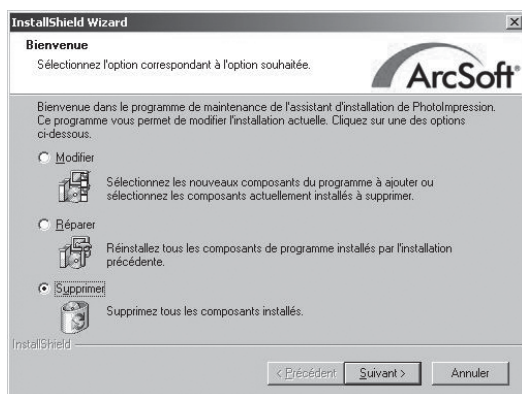 InstallShield Wizard
Bienvenue
Sélectionnez l'option correspondant à l'option souhaitée.
ArcSoft®
Bienvenue dans le programme de maintenance de l'assistant d'installation de PhotoImpression.
Ce programme vous permet de modifier l'installation actuelle. Cliquez sur une des options
ci-dessous.
Modifier
Sélectionnez les nouveaux composants du programme à ajouter ou
sélectionnez les composants actuellement installés à supprimer.
Réparer
Réinstallez tous les composants de programme installés par l'installation
précédente.
Supprimer
Supprimez tous les composants installés.
InstallShield
< Précédent
Suivant >
Annuler